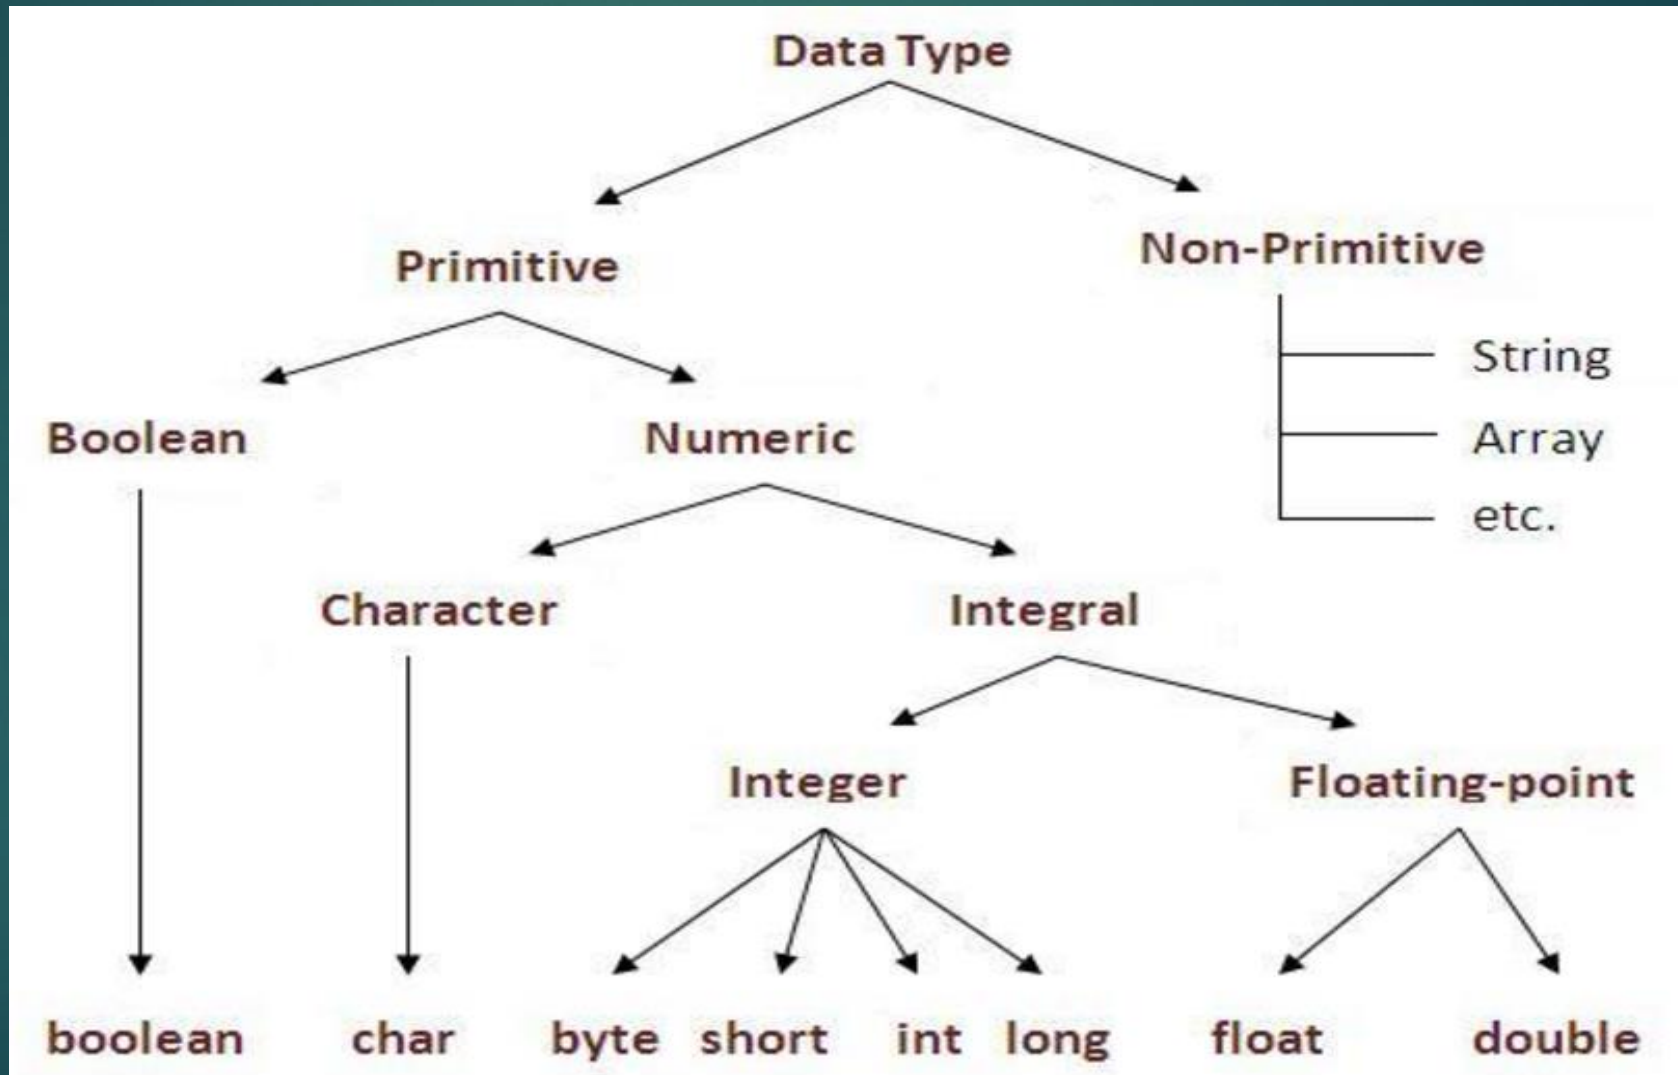 Data Type
Primitive
Non-Primitive
String
Array
etc.
Boolean
Numeric
Character
Integral
Integer
Floating-point
boolean char byte short int long float double